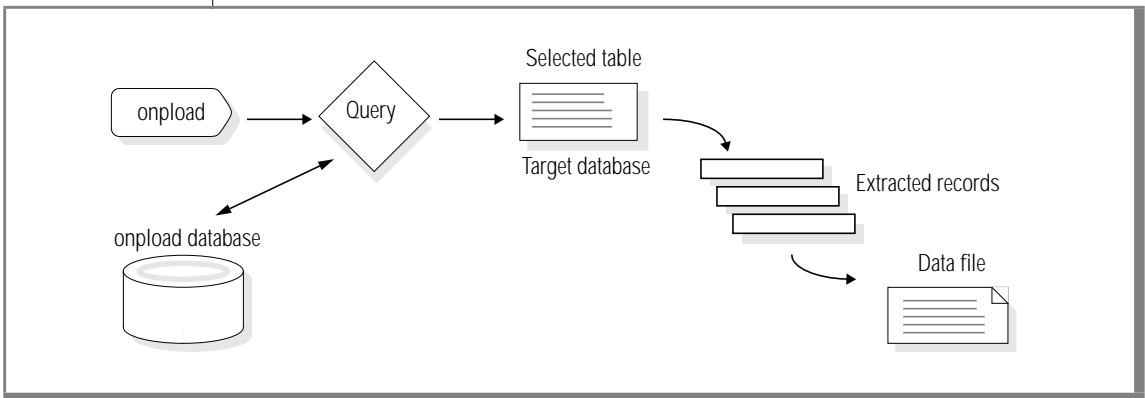 Selected table
onpload
Query
Target database
Extracted records
onpload database
Data file